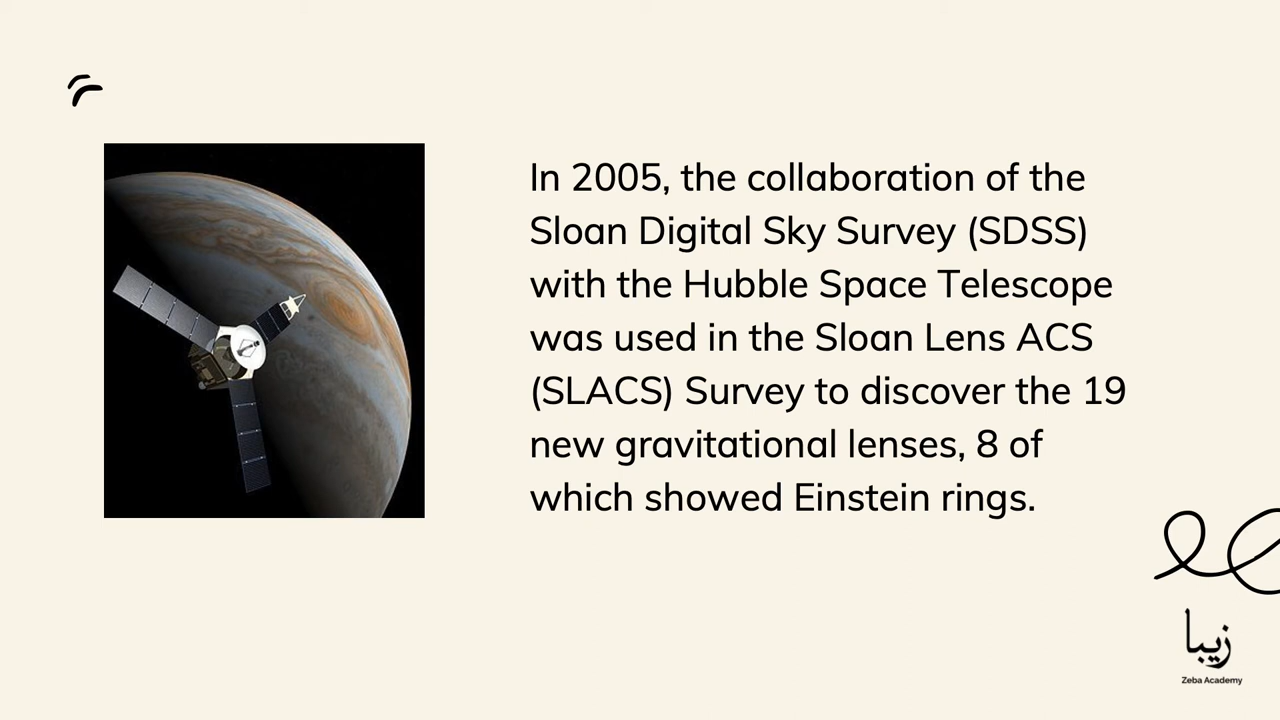 In 2005, the collaboration of the
Sloan Digital Sky Survey (SDSS)
with the Hubble Space Telescope
was used in the Sloan Lens ACS
(SLACS) Survey to discover the 19
new gravitational lenses, 8 of
which showed Einstein rings.
زیبا
Zeba Academy